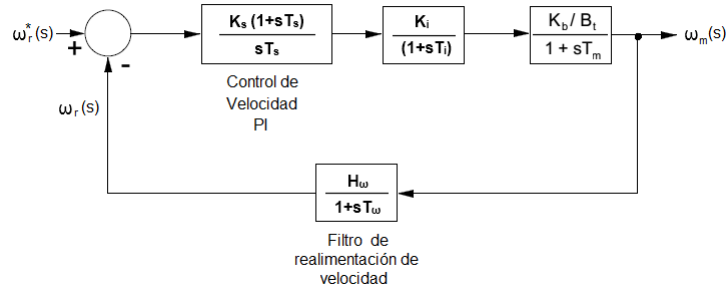 ω*r(s)
+
-
Ks (1+sTs)
sTs
Control de
Velocidad
PI
Ki
(1+sTi)
Kb / Bt
1 + sTm
ωm(s)
ωr(s)
Hω
1+sTω
Filtro de
realimentación de
velocidad